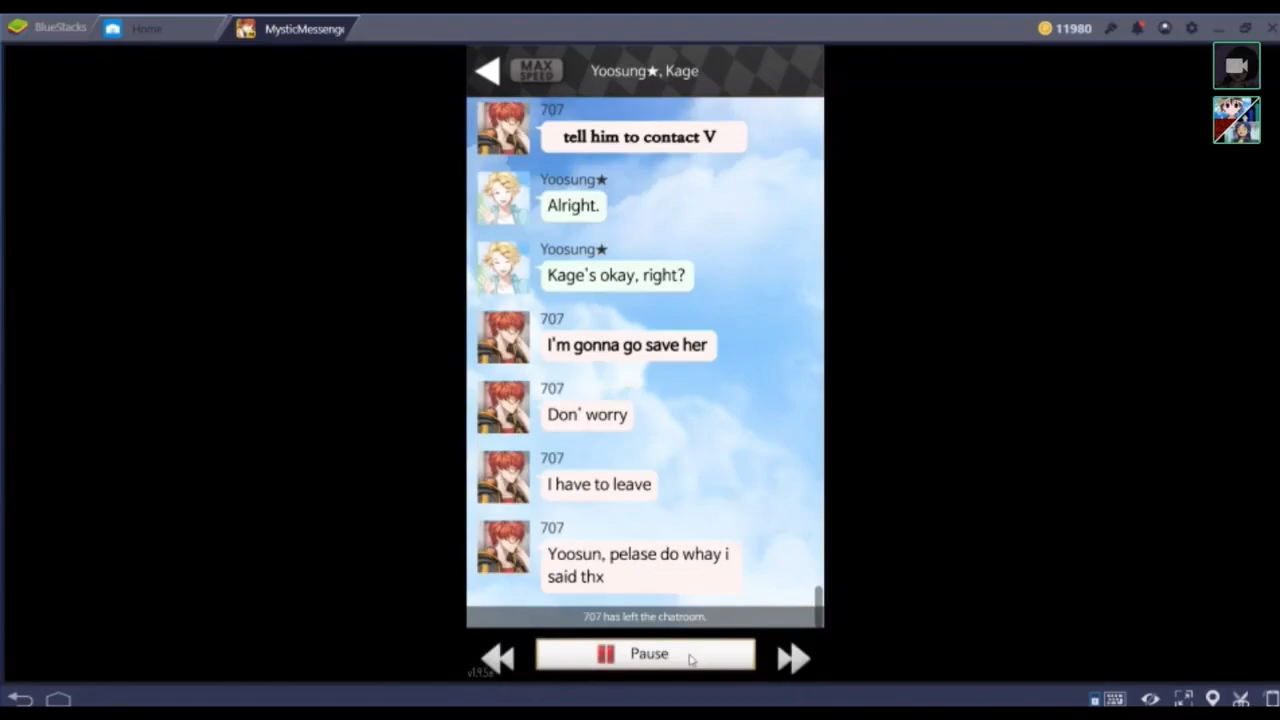 BlueStacks
Home
MysticMessenge
11980
MAX
SPEED
Yoosung★, Kage
707
tell him to contact V
Yoosung★
Alright.
Yoosung★
Kage's okay, right?
707
I'm gonna go save her
707
Don' worry
707
I have to leave
707
Yoosun, pelase do whay i
said thx
707 has left the chatroom.
Pause